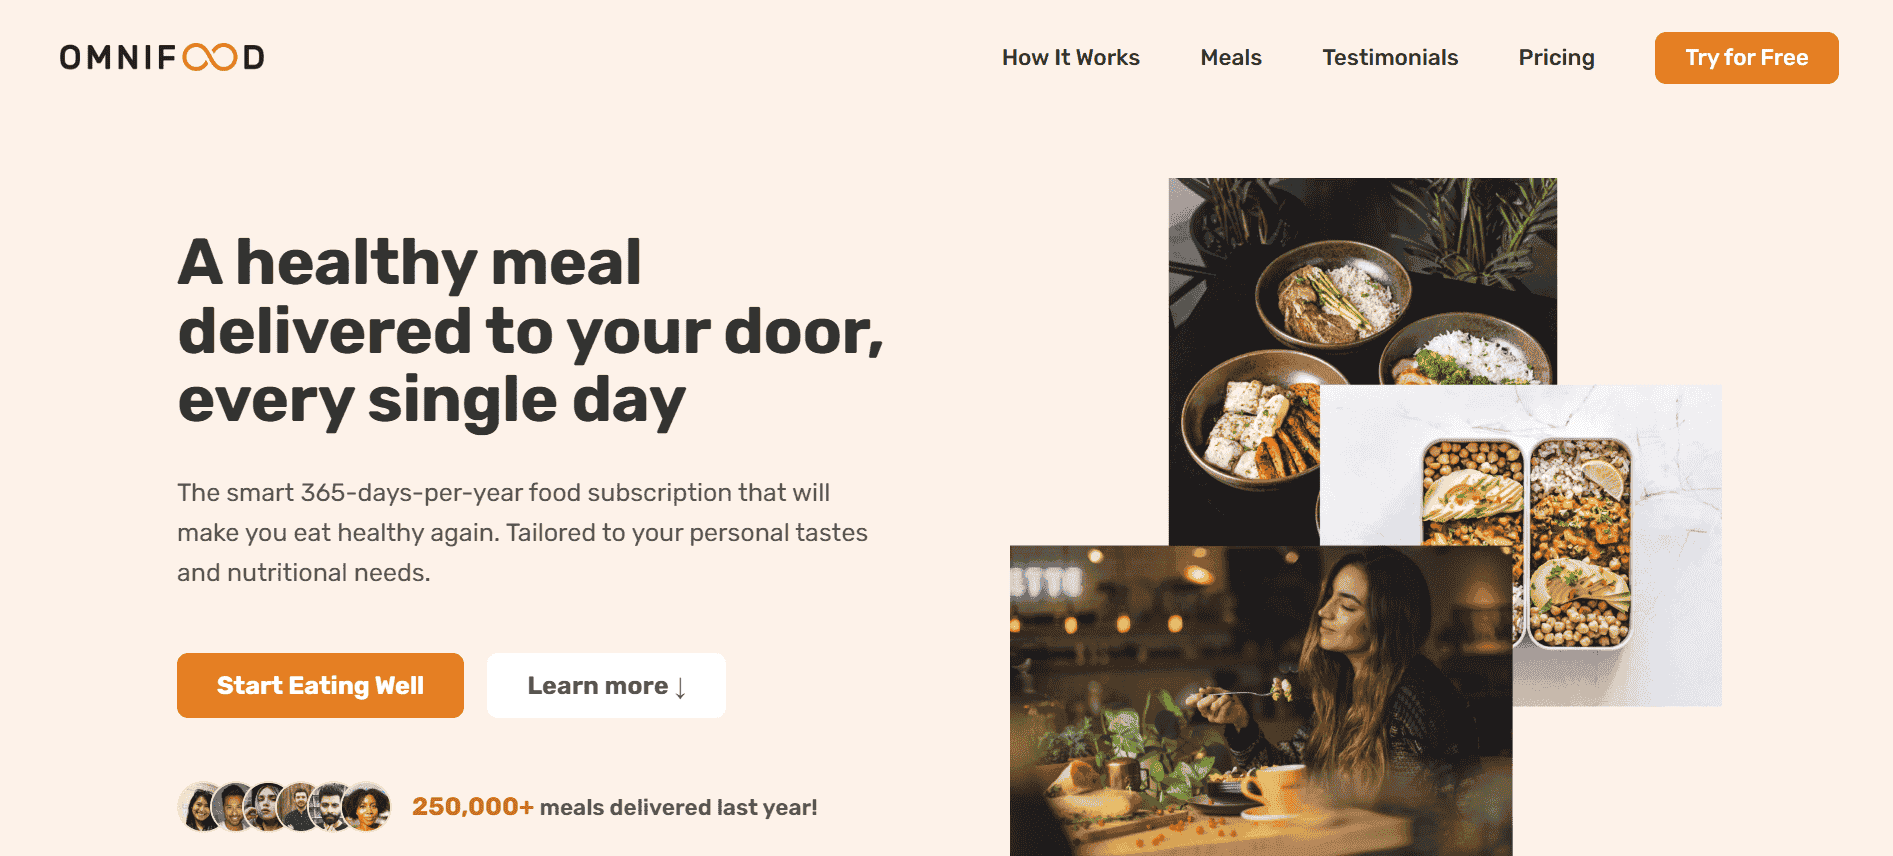 OMNIFOOD
How It Works
Meals
Testimonials
Pricing
Try for Free
A healthy meal
delivered to your door,
every single day
The smart 365-days-per-year food subscription that will
make you eat healthy again. Tailored to your personal tastes
and nutritional needs.
Start Eating Well
Learn more ↓
250,000+ meals delivered last year!